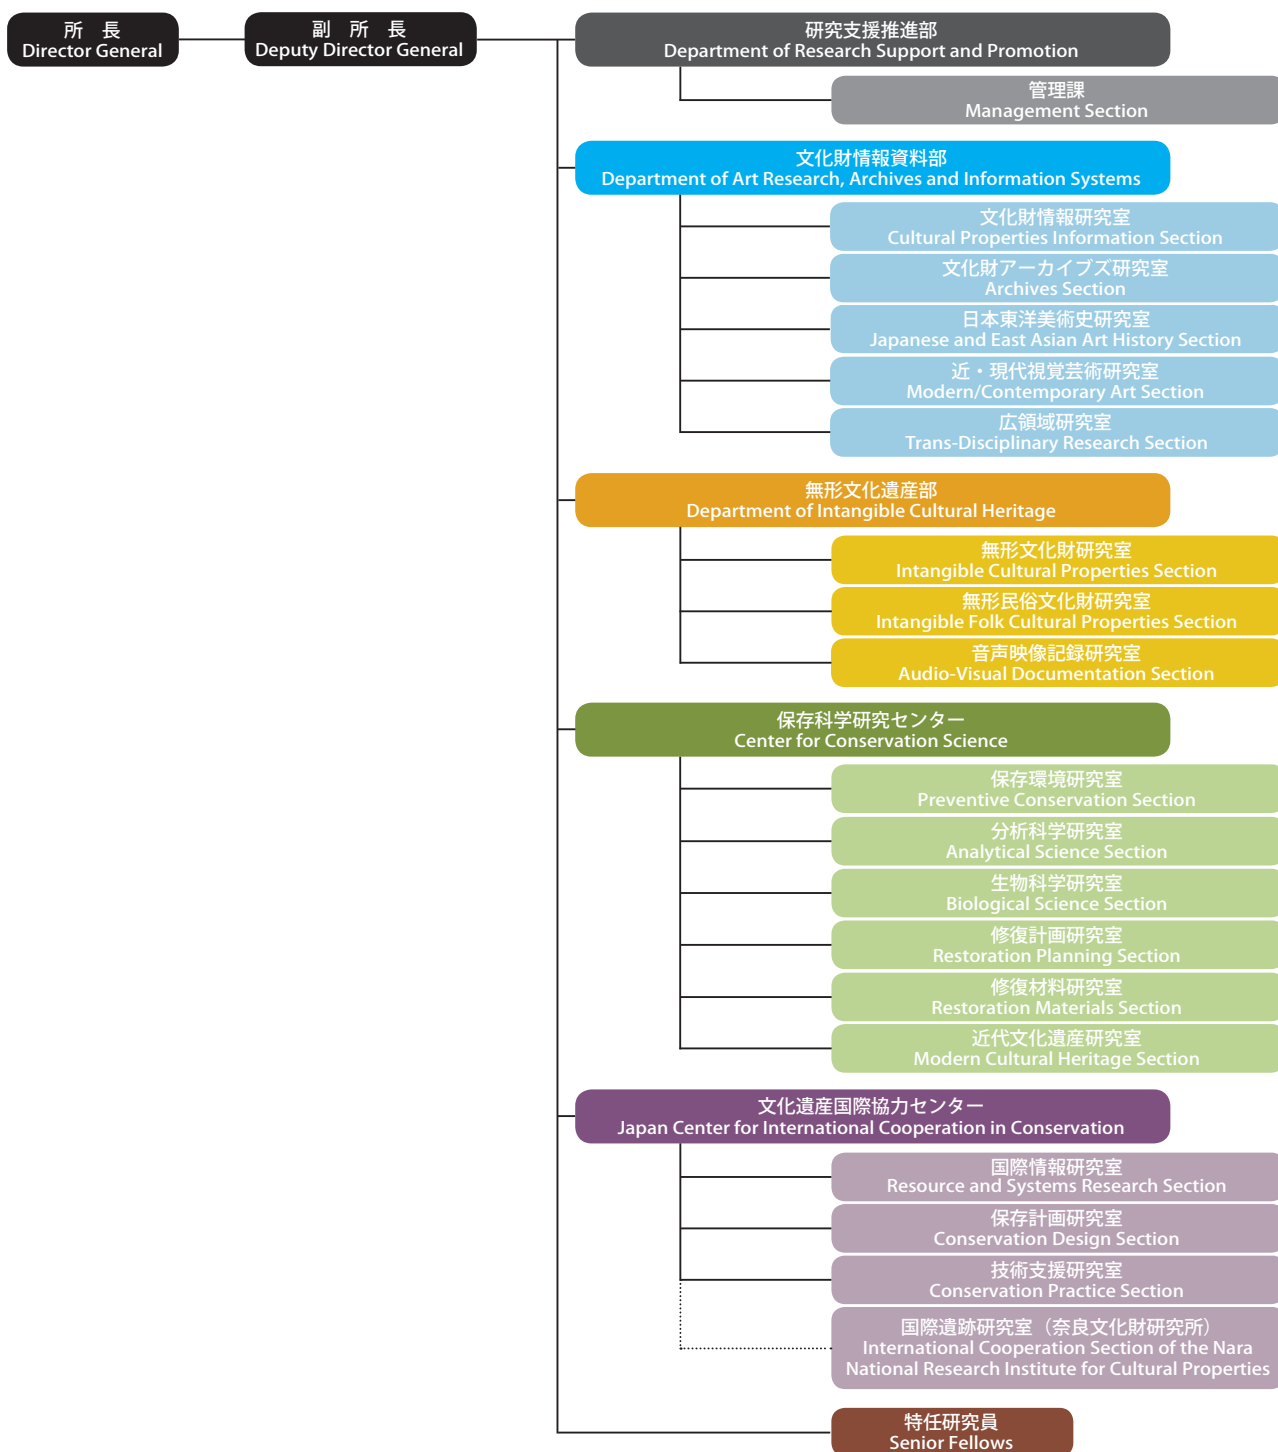 所　長
Director General
副　所　長
Deputy Director General
研究支援推進部
Department of Research Support and Promotion
管理課
Management Section
文化財情報資料部
Department of Art Research, Archives and Information Systems
文化財情報研究室
Cultural Properties Information Section
文化財アーカイブズ研究室
Archives Section
日本東洋美術史研究室
Japanese and East Asian Art History Section
近・現代視覚芸術研究室
Modern/Contemporary Art Section
広領域研究室
Trans-Disciplinary Research Section
無形文化遺産部
Department of Intangible Cultural Heritage
無形文化財研究室
Intangible Cultural Properties Section
無形民俗文化財研究室
Intangible Folk Cultural Properties Section
音声映像記録研究室
Audio-Visual Documentation Section
保存科学研究センター
Center for Conservation Science
保存環境研究室
Preventive Conservation Section
分析科学研究室
Analytical Science Section
生物科学研究室
Biological Science Section
修復計画研究室
Restoration Planning Section
修復材料研究室
Restoration Materials Section
近代文化遺産研究室
Modern Cultural Heritage Section
文化遺産国際協力センター
Japan Center for International Cooperation in Conservation
国際情報研究室
Resource and Systems Research Section
保存計画研究室
Conservation Design Section
技術支援研究室
Conservation Practice Section
国際遺跡研究室（奈良文化財研究所）
International Cooperation Section of the Nara
National Research Institute for Cultural Properties
特任研究員
Senior Fellows